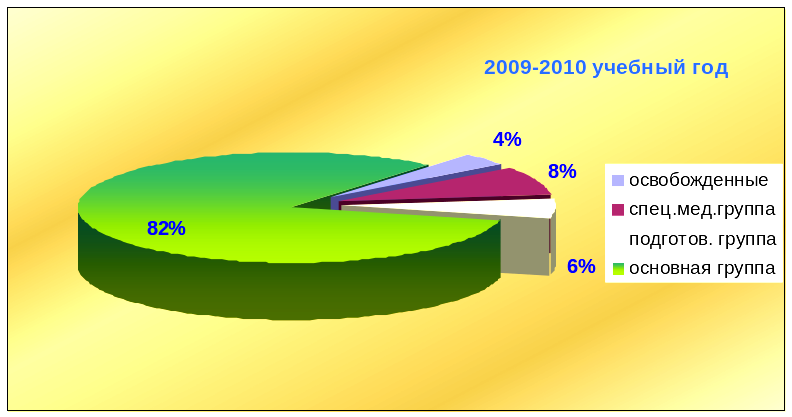 2009-2010 учебный год
4%
8%
82%
6%
освобожденные
спец.мед.группа
подготов. группа
основная группа